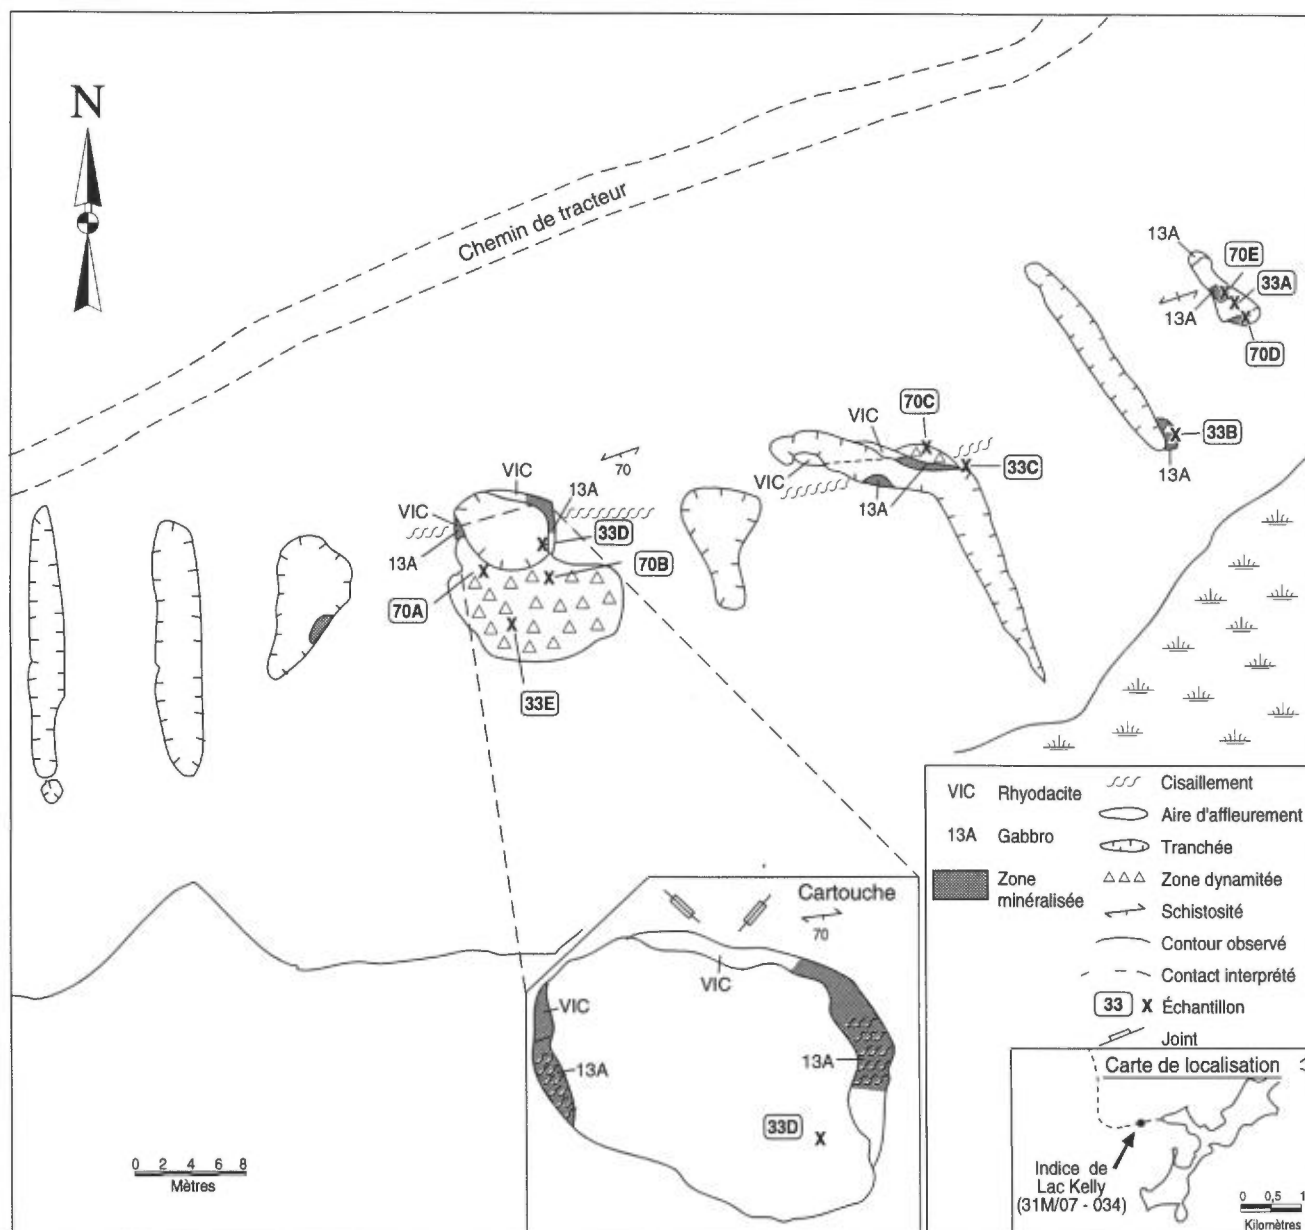 N
Chemin de tracteur
13A
70E
33A
13A
70D
70C
VIC
33B
13A
33C
VIC
13A
13A
70
VIC
13A
VIC
33D
13A
70B
70A
33E
VIC Rhyodacite
13A Gabbro
Zone
minéralisée
Cisaillement
Aire d'affleurement
Tranchée
Zone dynamitée
Schistosité
Contour observé
Contact interprété
33 X Échantillon
Joint
Cartouche
70
VIC
VIC
13A
13A
33D
0 2 4 6 8
Mètres
Carte de localisation
Indice de
Lac Kelly
(31M/07 - 034)
0 0,5 1
Kilomètres